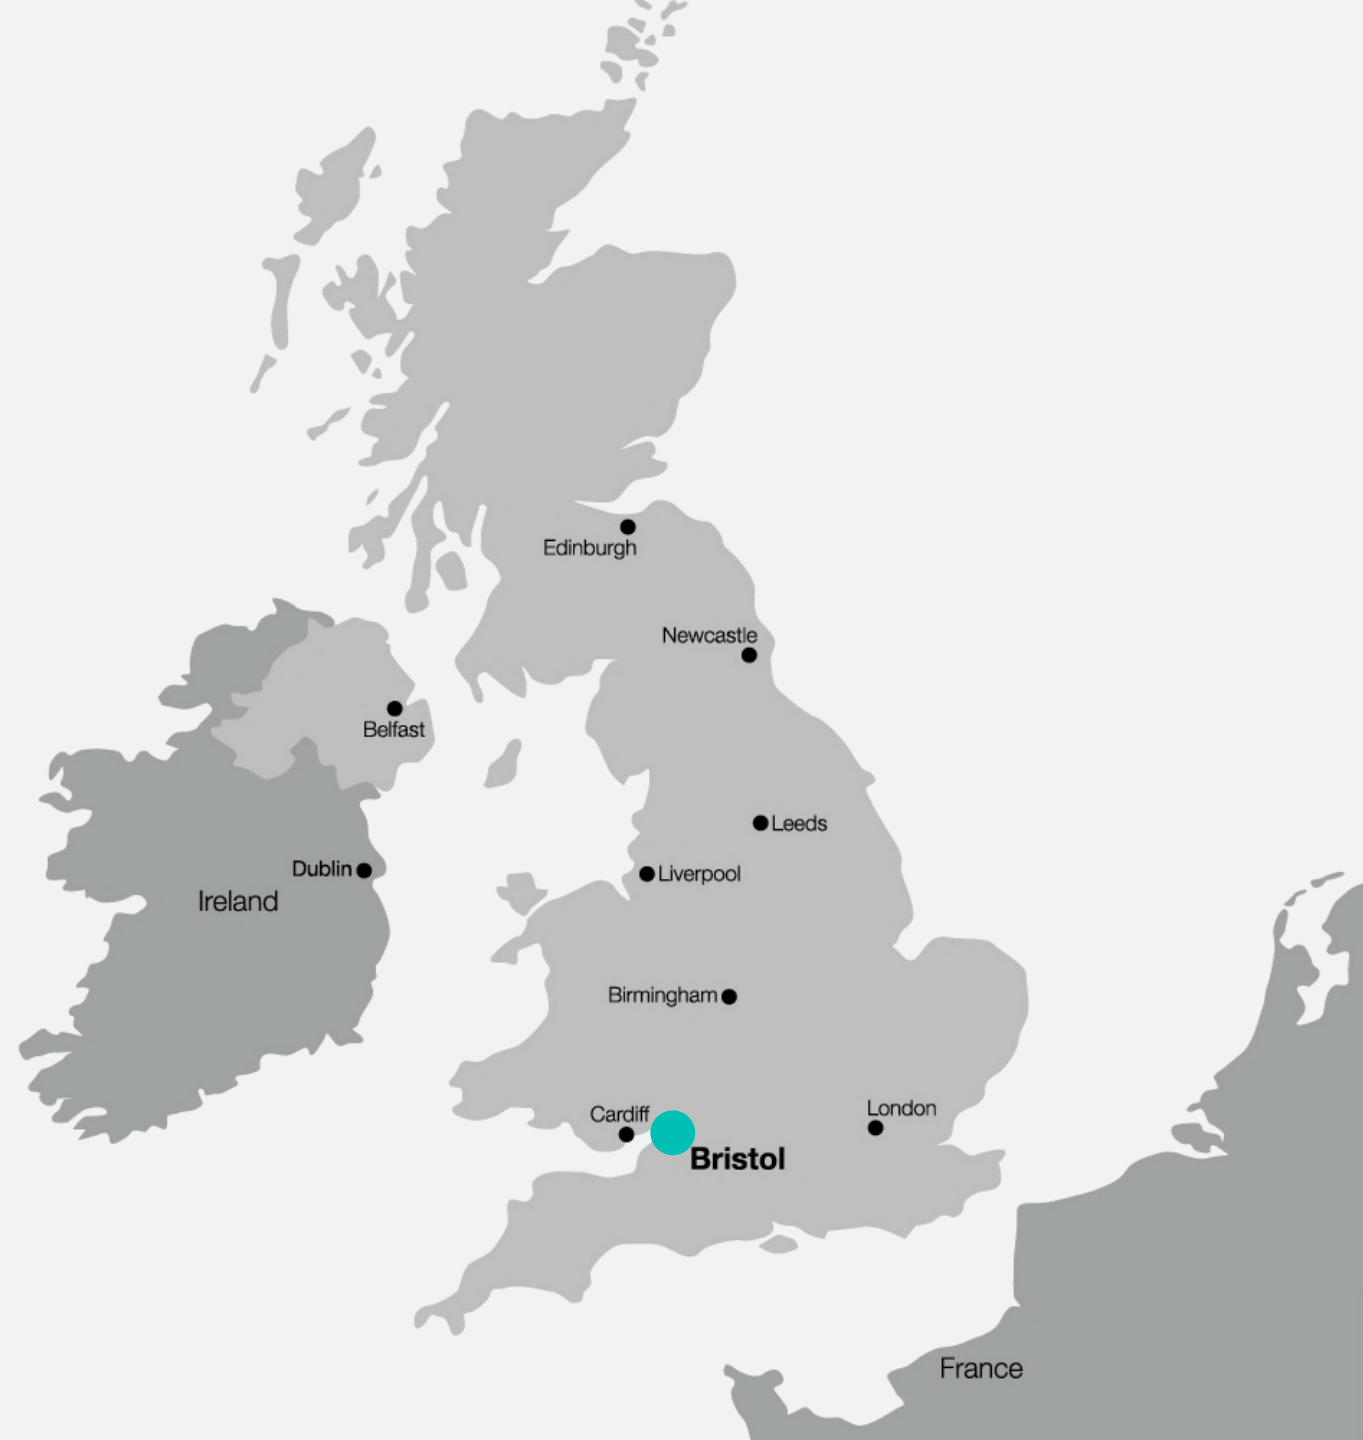 Edinburgh
Newcastle
Belfast
Leeds
Dublin
Liverpool
Ireland
Birmingham
Cardiff
London
Bristol
France